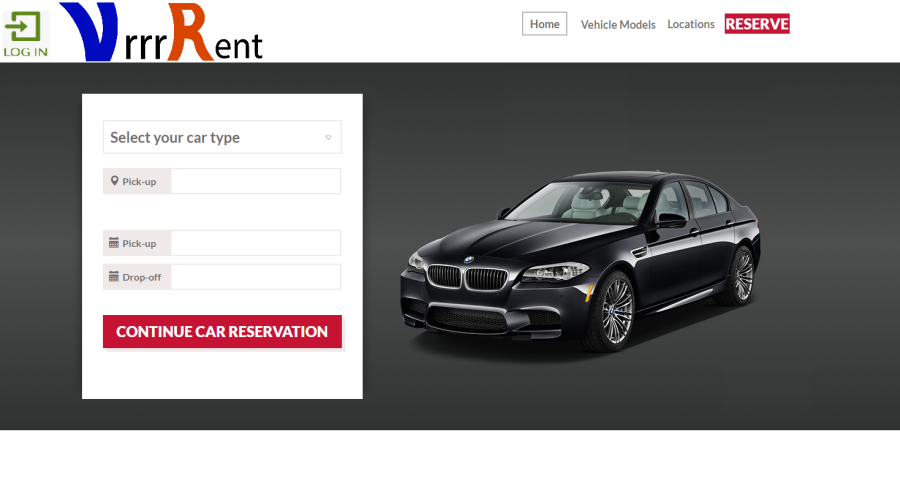 LOG IN
VrrrRent
Home
Vehicle Models
Locations
RESERVE
Select your car type
Pick-up
Pick-up
Drop-off
CONTINUE CAR RESERVATION